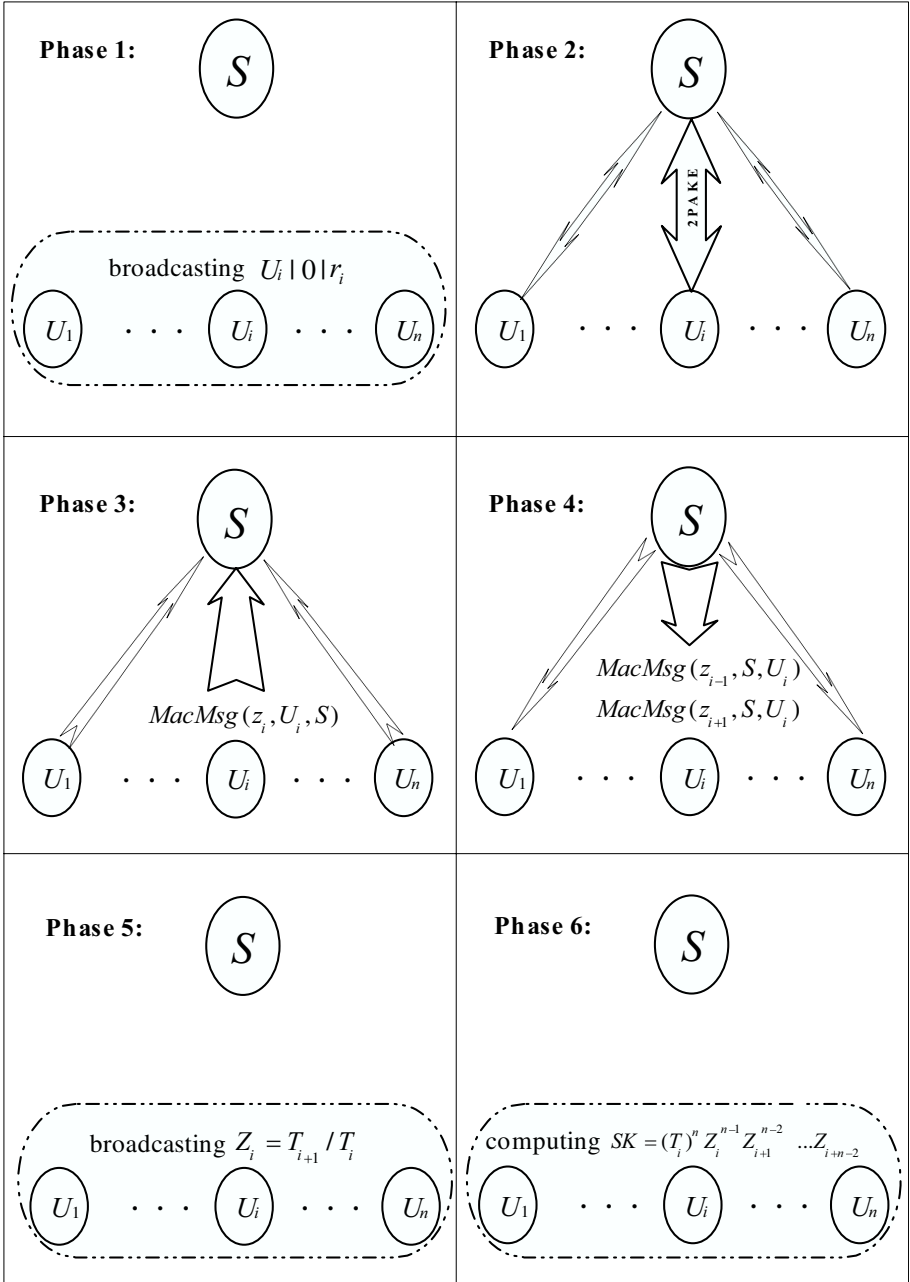 Phase 1:
S
broadcasting U_i | 0 | r_i
U_1 · · · U_i · · · U_n
Phase 2:
S
2PAKE
U_1 · · · U_i · · · U_n
Phase 3:
S
MacMsg(z_i, U_i, S)
U_1 · · · U_i · · · U_n
Phase 4:
S
MacMsg(z_{i-1}, S, U_i)
MacMsg(z_{i+1}, S, U_i)
U_1 · · · U_i · · · U_n
Phase 5:
S
broadcasting Z_i = T_{i+1} / T_i
U_1 · · · U_i · · · U_n
Phase 6:
S
computing SK = (T_i)^n Z_i^{n-1} Z_{i+1}^{n-2} ...Z_{i+n-2}
U_1 · · · U_i · · · U_n